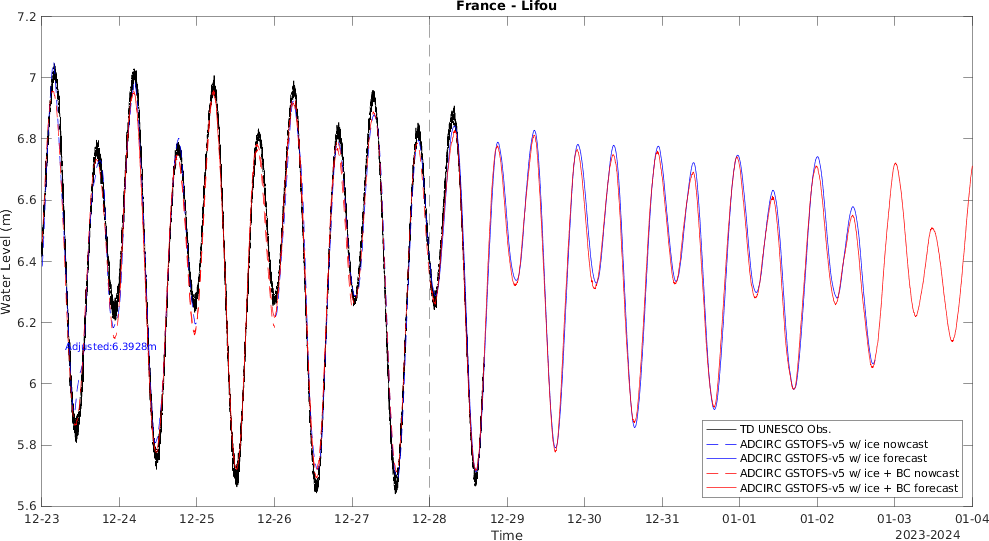 France - Lifou
7.2
7
6.8
6.6
6.4
6.2
6
5.8
5.6
Water Level (m)
Adjusted:6.3928m
TD UNESCO Obs.
ADCIRC GSTOFS-v5 w/ ice nowcast
ADCIRC GSTOFS-v5 w/ ice forecast
ADCIRC GSTOFS-v5 w/ ice + BC nowcast
ADCIRC GSTOFS-v5 w/ ice + BC forecast
12-23 12-24 12-25 12-26 12-27 12-28 12-29 12-30 12-31 01-01 01-02 01-03 01-04
Time
2023-2024